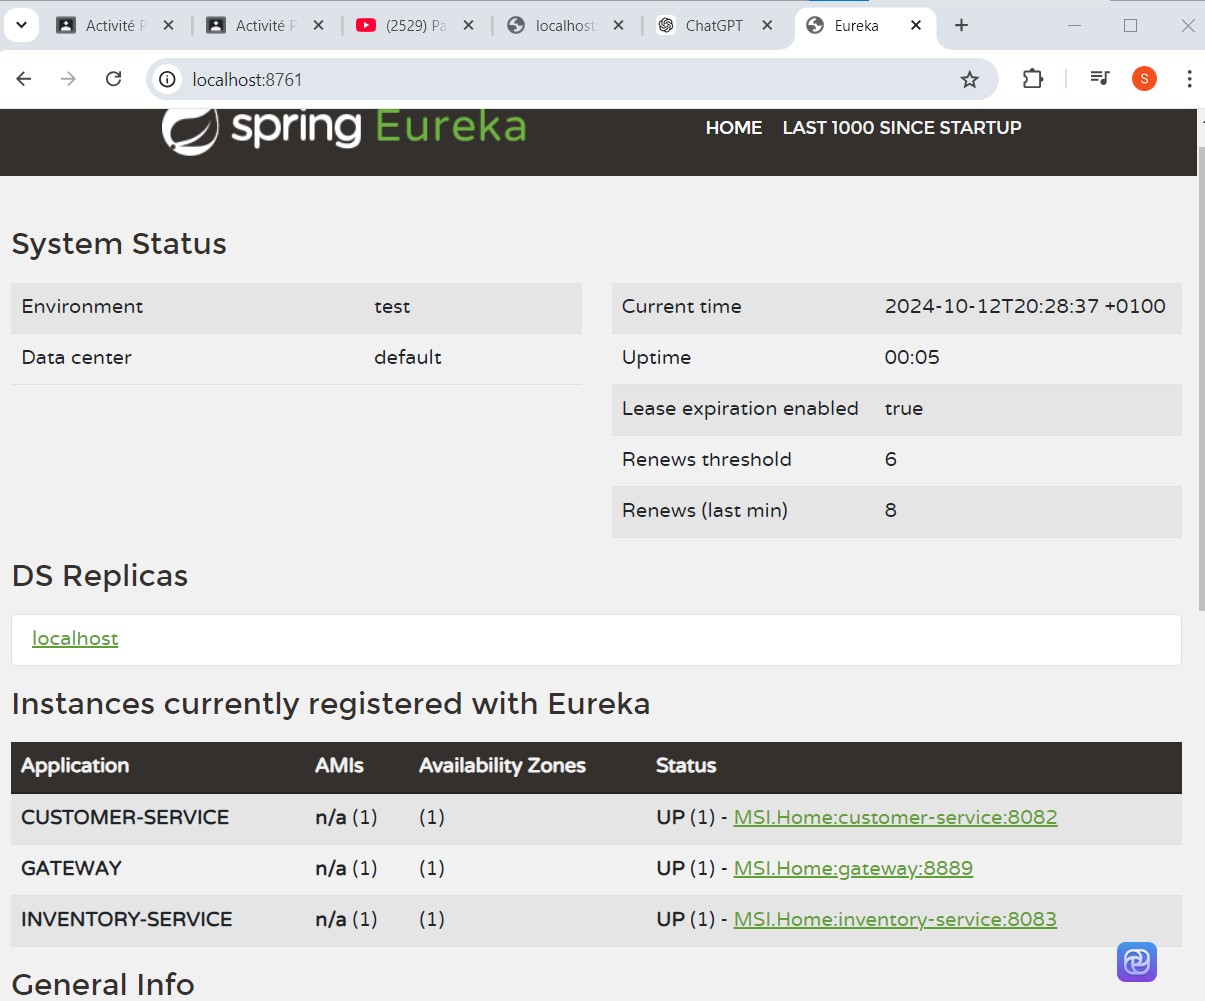 Activité P
Activité P
(2529) Pa
localhost:
ChatGPT
Eureka
localhost:8761
S
spring Eureka
HOME LAST 1000 SINCE STARTUP
System Status
Environment test
Data center default
Current time 2024-10-12T20:28:37 +0100
Uptime 00:05
Lease expiration enabled true
Renews threshold 6
Renews (last min) 8
DS Replicas
localhost
Instances currently registered with Eureka
Application AMIs Availability Zones Status
CUSTOMER-SERVICE n/a (1) (1) UP (1) - MSI.Home:customer-service:8082
GATEWAY n/a (1) (1) UP (1) - MSI.Home:gateway:8889
INVENTORY-SERVICE n/a (1) (1) UP (1) - MSI.Home:inventory-service:8083
General Info